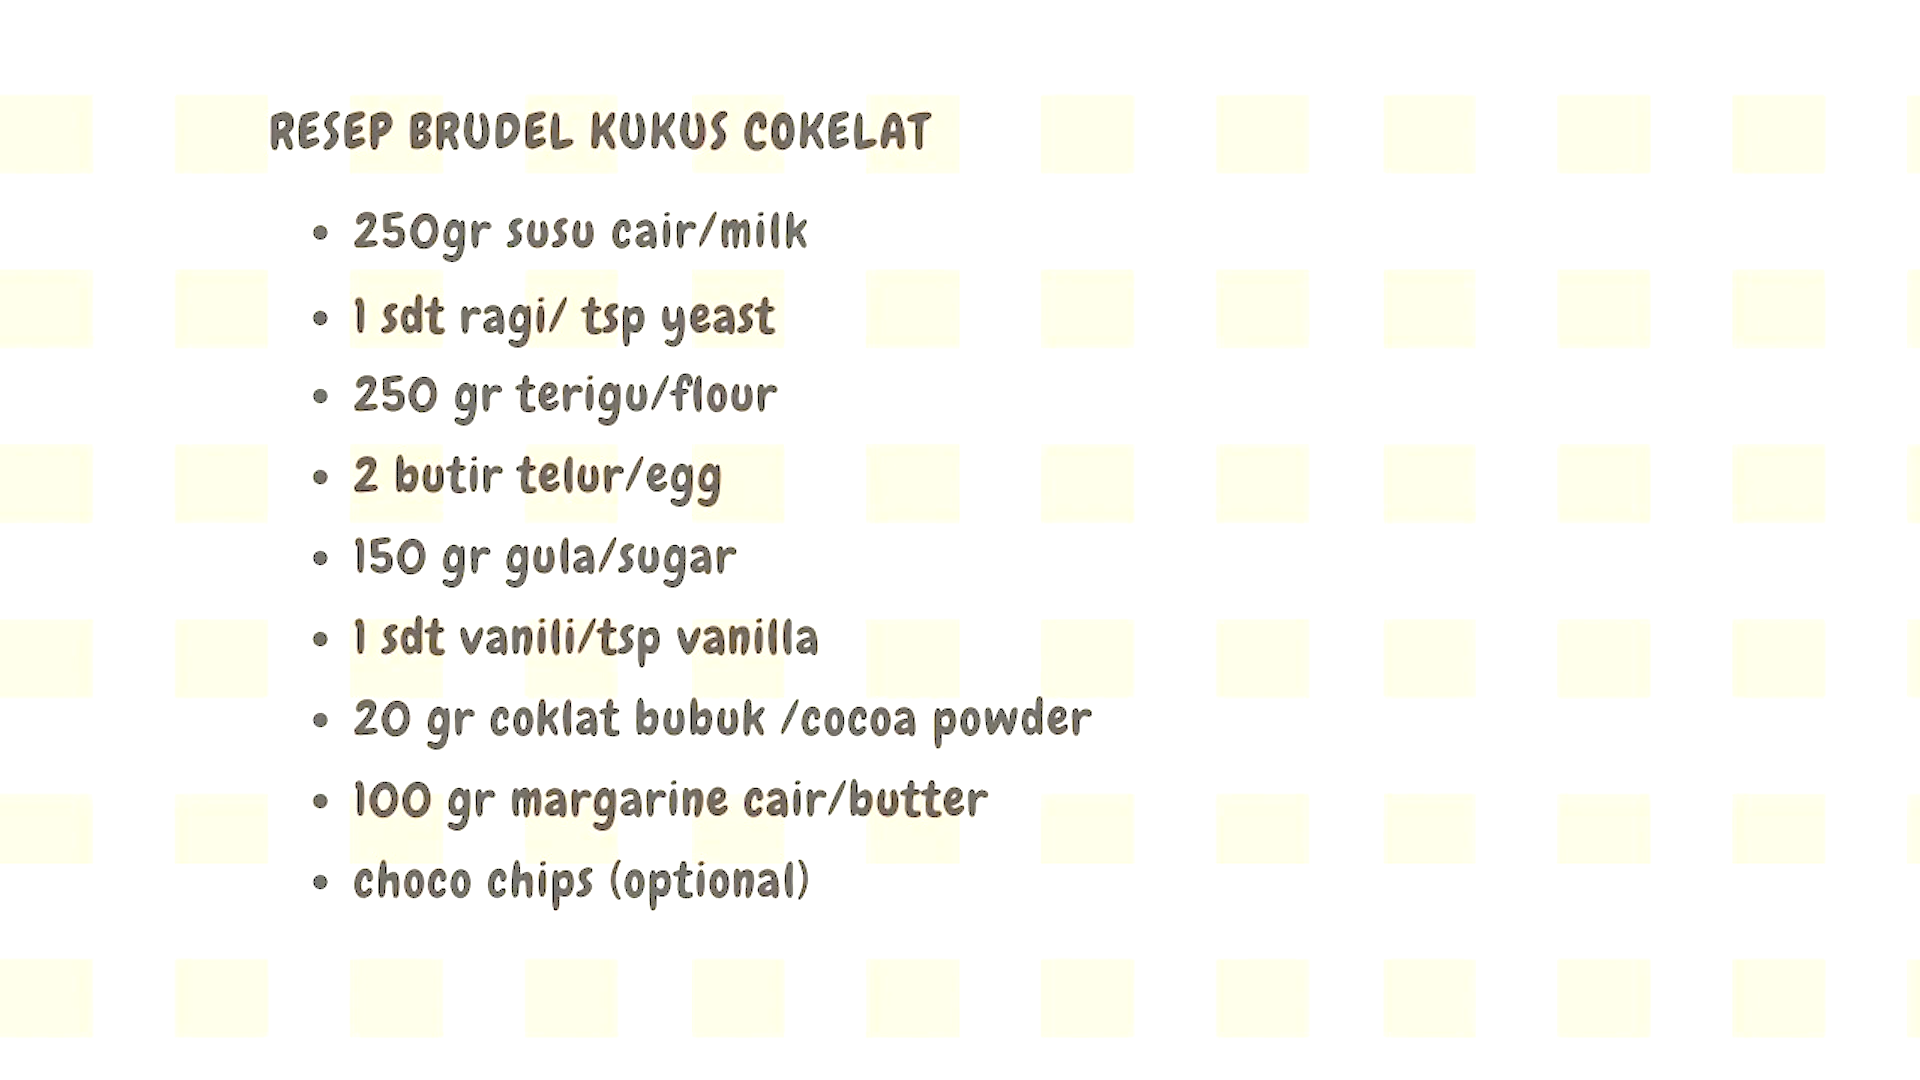 RESEP BRUDEL KUKUS COKELAT
• 250gr susu cair/milk
• 1 sdt ragi/ tsp yeast
• 250 gr terigu/flour
• 2 butir telur/egg
• 150 gr gula/sugar
• 1 sdt vanili/tsp vanilla
• 20 gr coklat bubuk /cocoa powder
• 100 gr margarine cair/butter
• choco chips (optional)